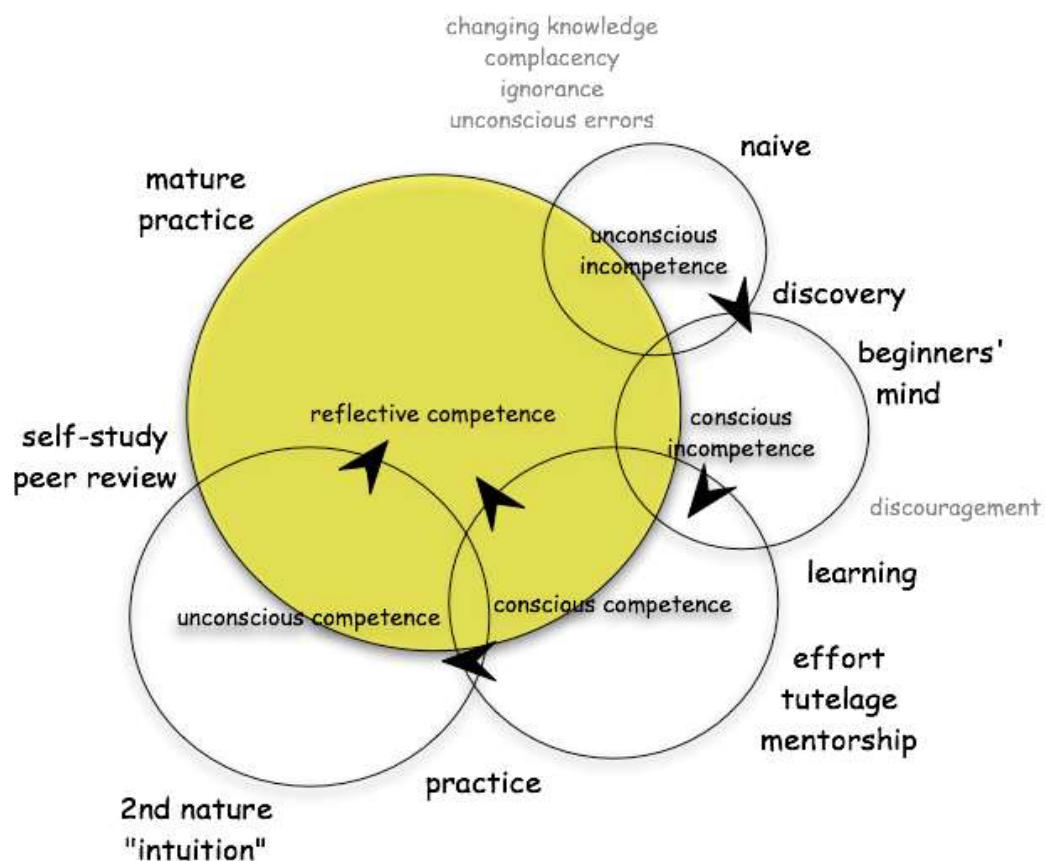 changing knowledge
complacency
ignorance
unconscious errors
naive
mature
practice
unconscious
incompetence
discovery
beginners'
mind
reflective competence
conscious
incompetence
self-study
peer review
discouragement
learning
unconscious competence
conscious competence
effort
tutelage
mentorship
practice
2nd nature
"intuition"